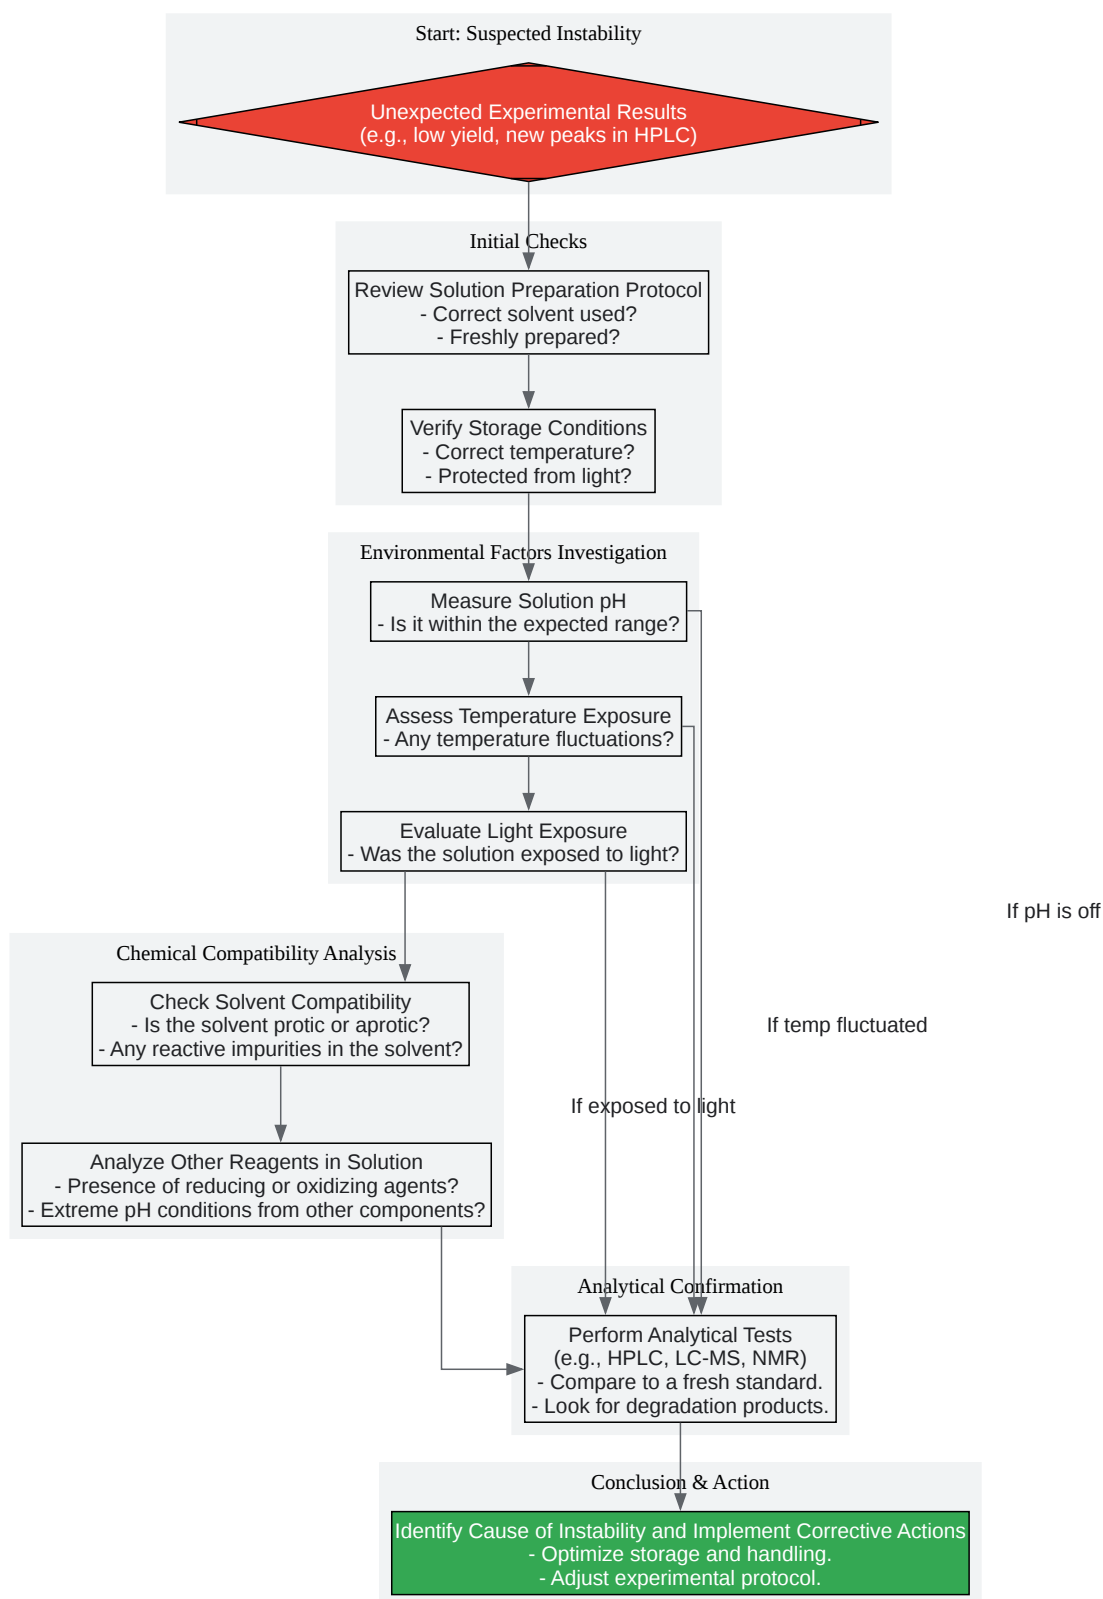 Start: Suspected Instability
Unexpected Experimental Results
(e.g., low yield, new peaks in HPLC)
Initial Checks
Review Solution Preparation Protocol
- Correct solvent used?
- Freshly prepared?
Verify Storage Conditions
- Correct temperature?
- Protected from light?
Environmental Factors Investigation
Measure Solution pH
- Is it within the expected range?
Assess Temperature Exposure
- Any temperature fluctuations?
Evaluate Light Exposure
- Was the solution exposed to light?
If pH is off
Chemical Compatibility Analysis
Check Solvent Compatibility
- Is the solvent protic or aprotic?
- Any reactive impurities in the solvent?
If temp fluctuated
If exposed to light
Analyze Other Reagents in Solution
- Presence of reducing or oxidizing agents?
- Extreme pH conditions from other components?
Analytical Confirmation
Perform Analytical Tests
(e.g., HPLC, LC-MS, NMR)
- Compare to a fresh standard.
- Look for degradation products.
Conclusion & Action
Identify Cause of Instability and Implement Corrective Actions
- Optimize storage and handling.
- Adjust experimental protocol.